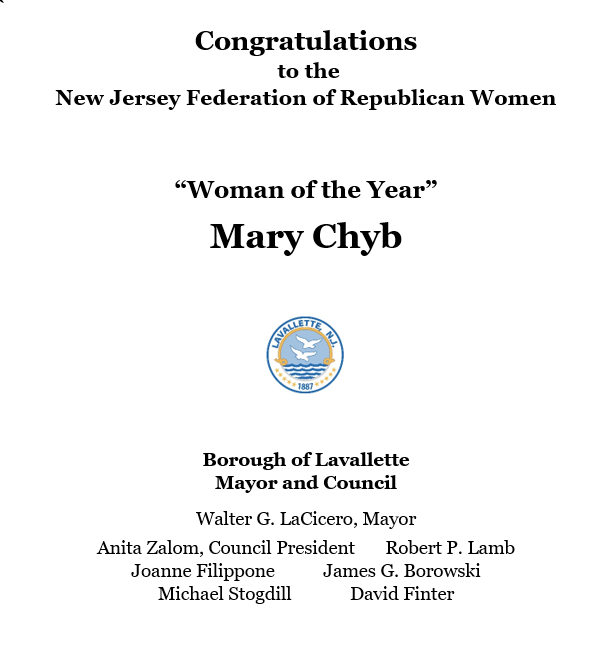 Congratulations
to the
New Jersey Federation of Republican Women
“Woman of the Year”
Mary Chyb
LAVALLETTE, N.J.
1887
Borough of Lavallette
Mayor and Council
Walter G. LaCicero, Mayor
Anita Zalom, Council President Robert P. Lamb
Joanne Filippone James G. Borowski
Michael Stogdill David Finter